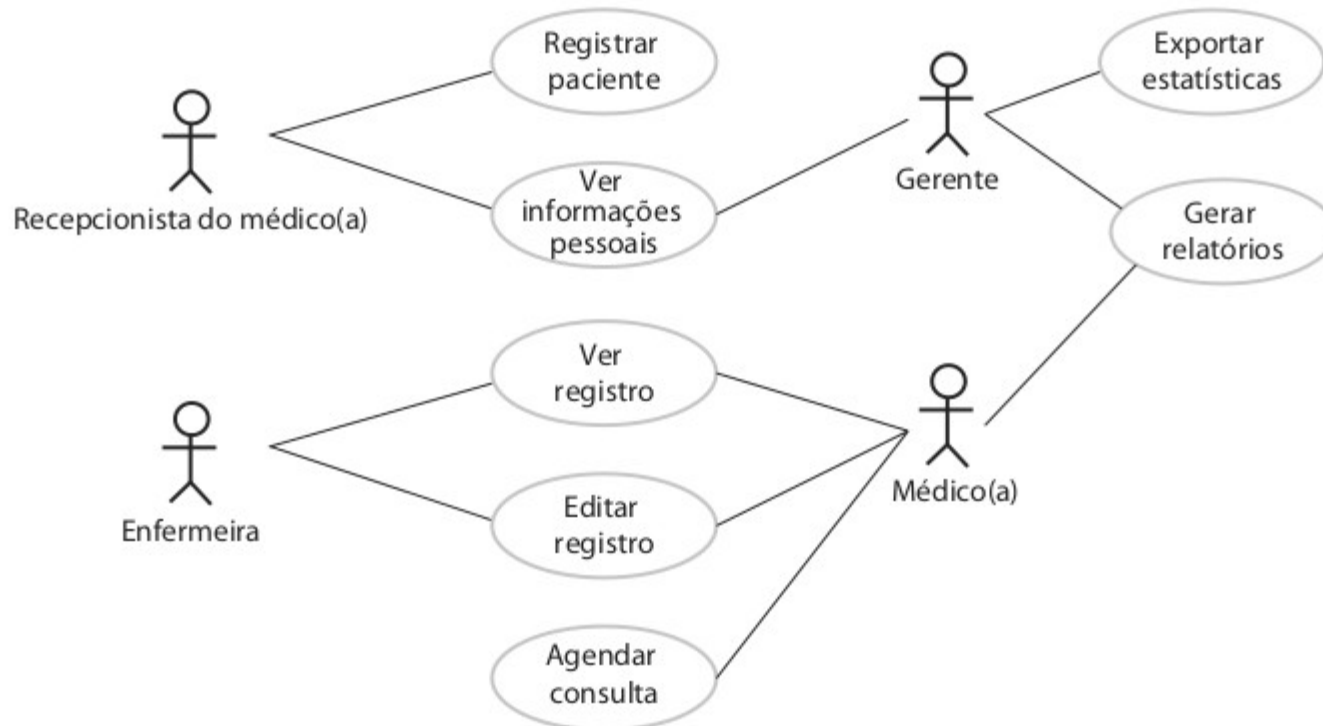 Registrar
paciente
Exportar
estatísticas
Recepcionista do médico(a)
Ver
informações
pessoais
Gerente
Gerar
relatórios
Ver
registro
Enfermeira
Médico(a)
Editar
registro
Agendar
consulta